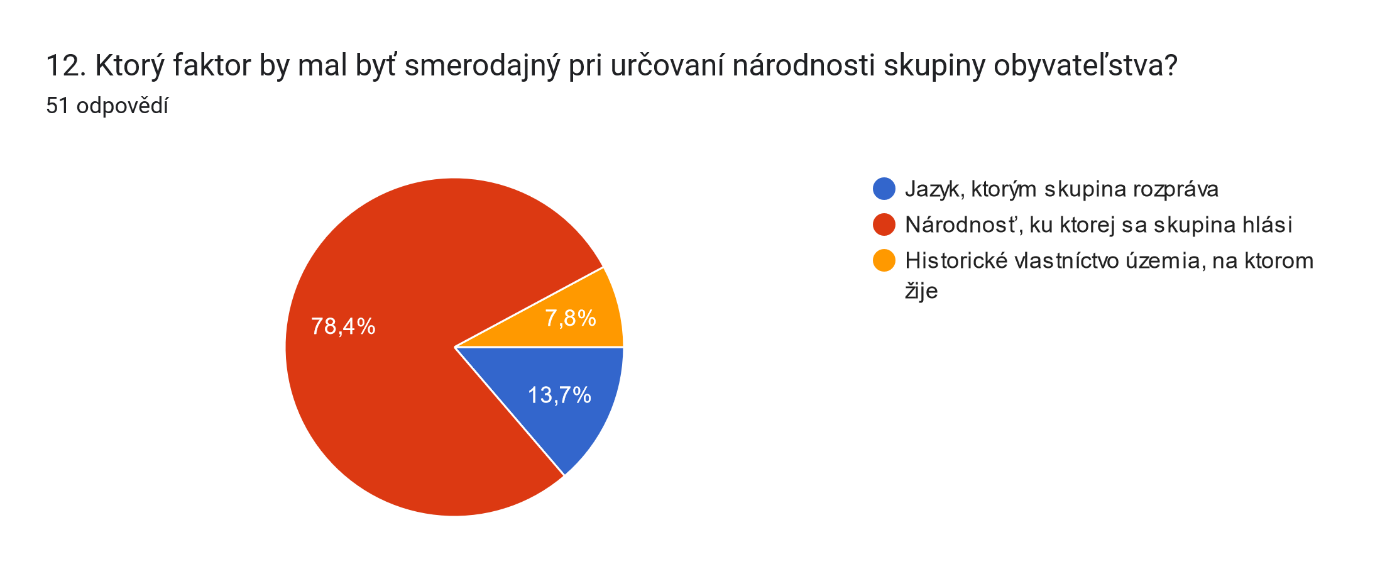 12. Ktorý faktor by mal byť smerodajný pri určovaní národnosti skupiny obyvateľstva?
51 odpovědí
Jazyk, ktorým skupina rozpráva
Národnosť, ku ktorej sa skupina hlási
Historické vlastníctvo územia, na ktorom
žije
78,4%
7,8%
13,7%